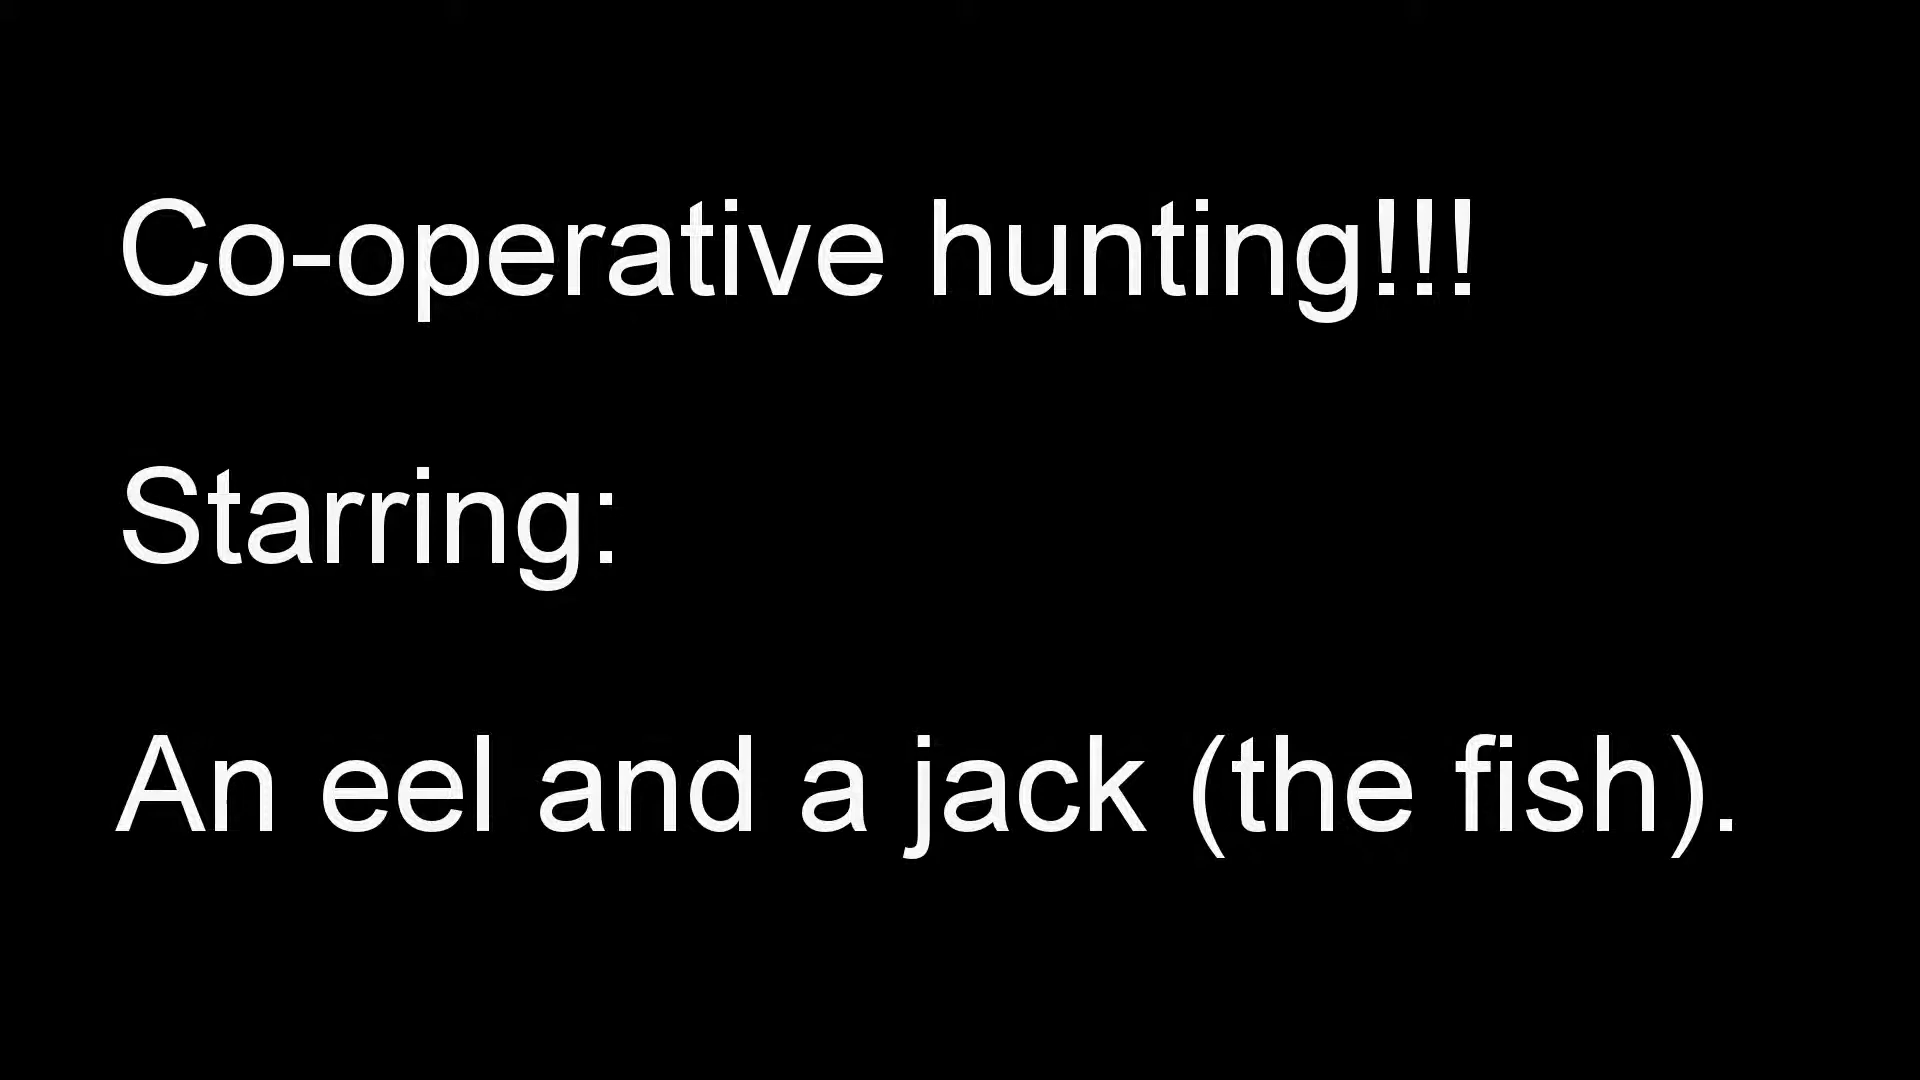 Co-operative hunting!!!
Starring:
An eel and a jack (the fish).